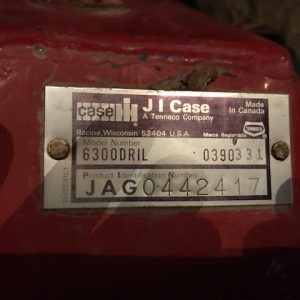 case IH J I Case Made in
A Tenneco Company Canada
TENNECO
Racine, Wisconsin 53404 U.S.A. Marca Registrada
Model Number
6300DRIL 0390331
Product Identification Number
JAG0442417